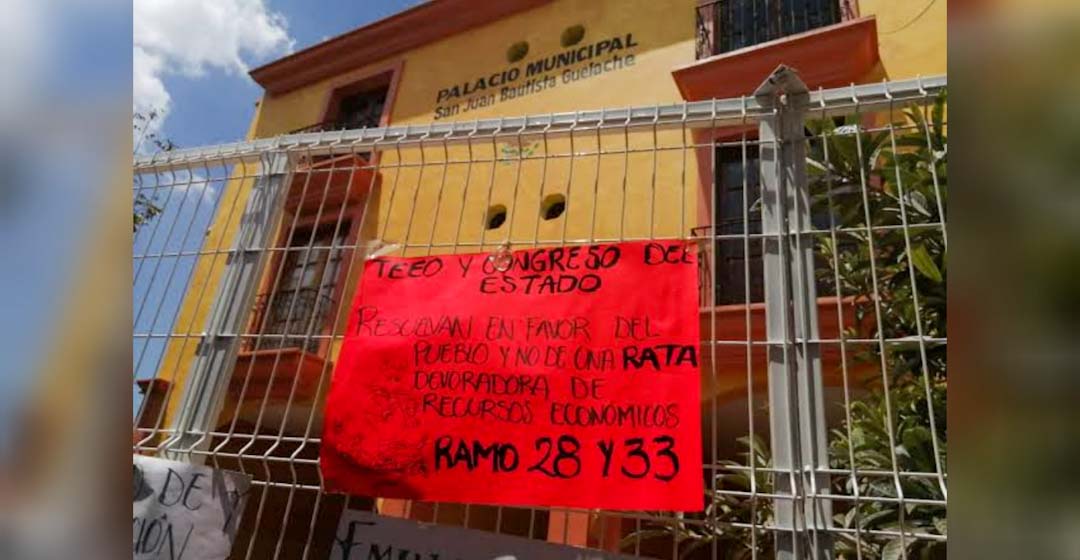 PALACIO MUNICIPAL
San Juan Bautista Guelache
TEEO Y CONGRESO DEL
ESTADO
RESUELVAN EN FAVOR DEL
PUEBLO Y NO DE UNA RATA
DEVORADORA DE
RECURSOS ECONOMICOS
RAMO 28 Y 33
DE Y